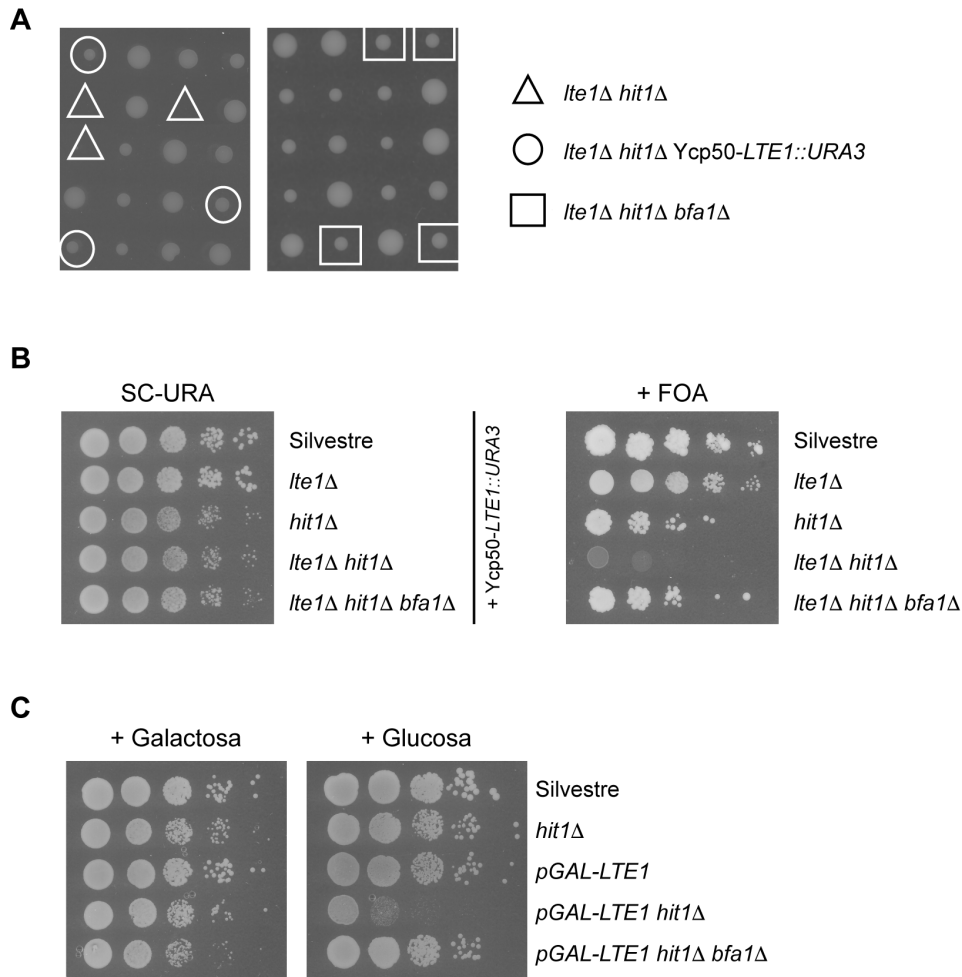 A
lte1Δ hit1Δ
lte1Δ hit1Δ Ycp50-LTE1::URA3
lte1Δ hit1Δ bfa1Δ
B
SC-URA
+ FOA
Silvestre
lte1Δ
hit1Δ
lte1Δ hit1Δ
lte1Δ hit1Δ bfa1Δ
+ Ycp50-LTE1::URA3
Silvestre
lte1Δ
hit1Δ
lte1Δ hit1Δ
lte1Δ hit1Δ bfa1Δ
C
+ Galactosa
+ Glucosa
Silvestre
hit1Δ
pGAL-LTE1
pGAL-LTE1 hit1Δ
pGAL-LTE1 hit1Δ bfa1Δ